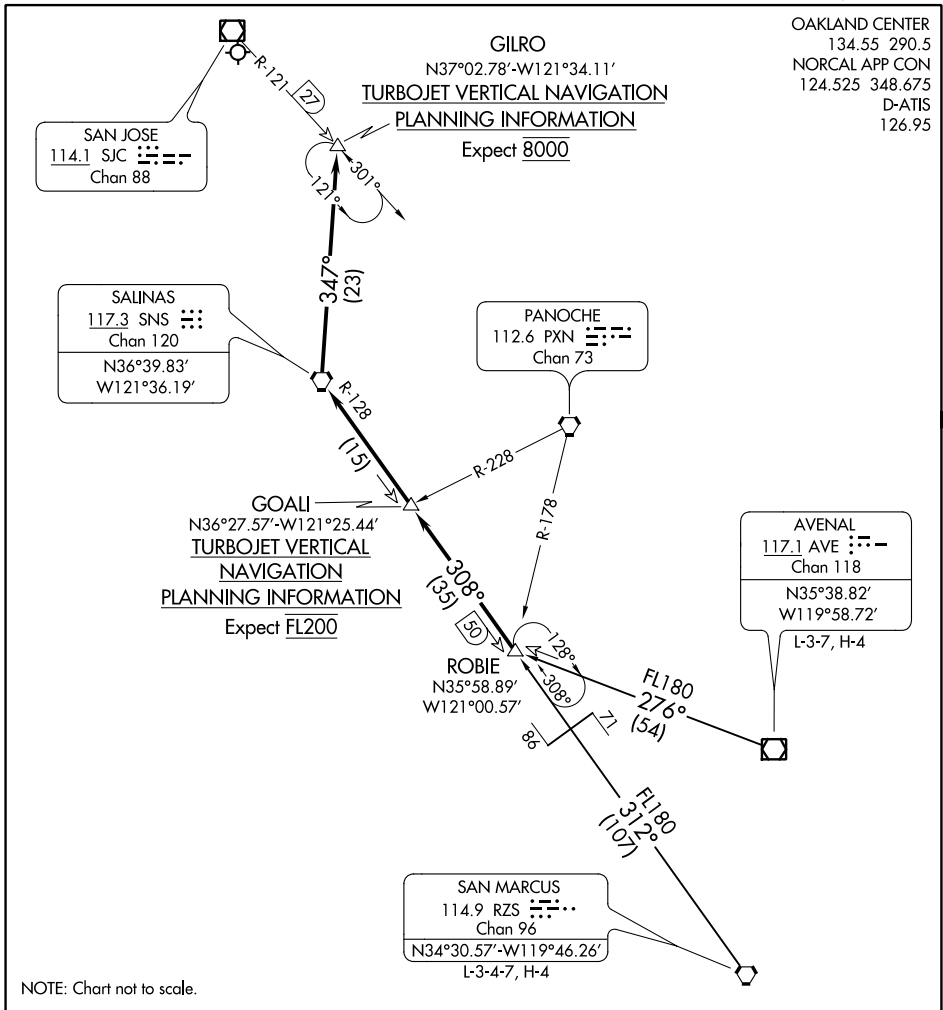 OAKLAND CENTER
134.55 290.5
NORCAL APP CON
124.525 348.675
D-ATIS
126.95
GILRO
N37°02.78'-W121°34.11'
TURBOJET VERTICAL NAVIGATION
PLANNING INFORMATION
Expect 8000
R-121
27
SAN JOSE
114.1 SJC
Chan 88
301°
121°
347°
(23)
SALINAS
117.3 SNS
Chan 120
N36°39.83'
W121°36.19'
PANOCHE
112.6 PXN
Chan 73
R-128
(15)
R-228
R-178
GOALI
N36°27.57'-W121°25.44'
TURBOJET VERTICAL
NAVIGATION
PLANNING INFORMATION
Expect FL200
AVENAL
117.1 AVE
Chan 118
N35°38.82'
W119°58.72'
L-3-7, H-4
308°
(35)
50
128°
308°
ROBIE
N35°58.89'
W121°00.57'
FL180
276°
(54)
71
86
FL180
312°
(107)
SAN MARCUS
114.9 RZS
Chan 96
N34°30.57'-W119°46.26'
L-3-4-7, H-4
NOTE: Chart not to scale.